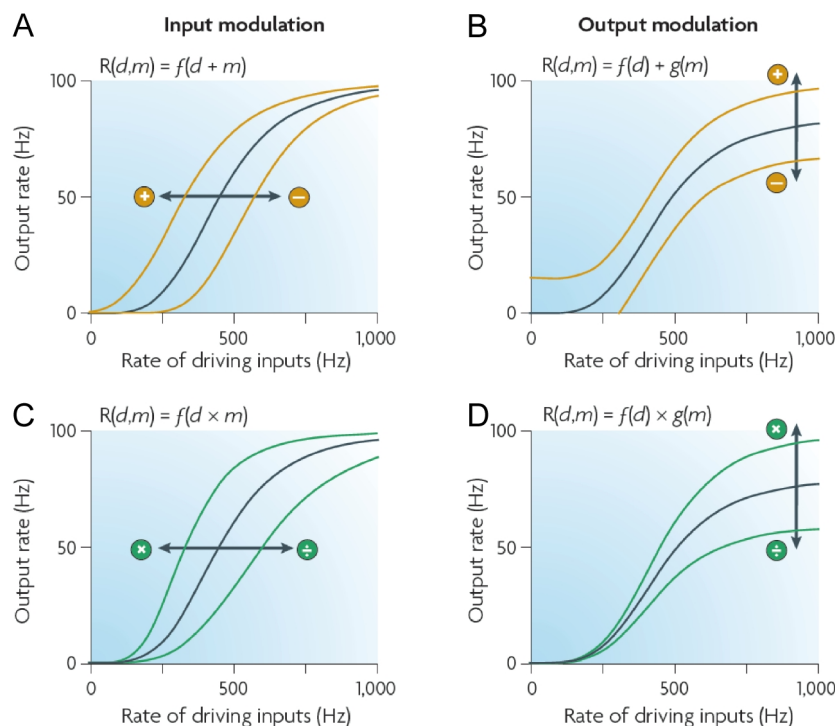 A
Input modulation
R(d,m) = f(d + m)
100
50
0
+
−
Output rate (Hz)
0
500
1,000
Rate of driving inputs (Hz)
B
Output modulation
R(d,m) = f(d) + g(m)
100
50
0
+
−
Output rate (Hz)
0
500
1,000
Rate of driving inputs (Hz)
C
R(d,m) = f(d × m)
100
50
0
×
÷
Output rate (Hz)
0
500
1,000
Rate of driving inputs (Hz)
D
R(d,m) = f(d) × g(m)
100
50
0
×
÷
Output rate (Hz)
0
500
1,000
Rate of driving inputs (Hz)